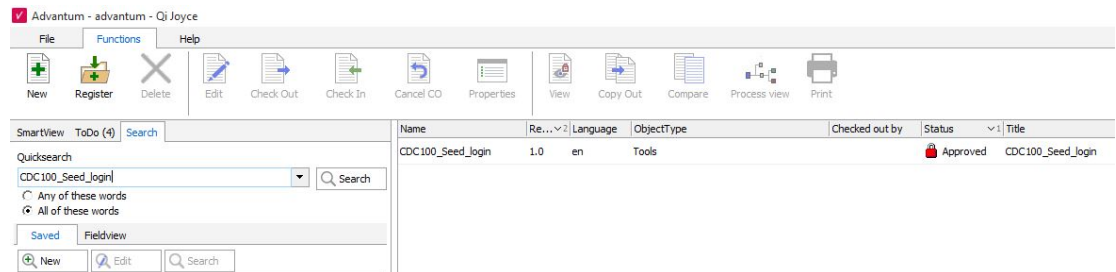 Advantum - advantum - Qi Joyce
File Functions Help
New Register Delete Edit Check Out Check In Cancel CO Properties View Copy Out Compare Process view Print
SmartView ToDo (4) Search
Quicksearch
CDC100_Seed_login Search
Any of these words
All of these words
Saved Fieldview
New Edit Search
Name Re... 2 Language ObjectType Checked out by Status 1 Title
CDC100_Seed_login 1.0 en Tools Approved CDC100_Seed_login